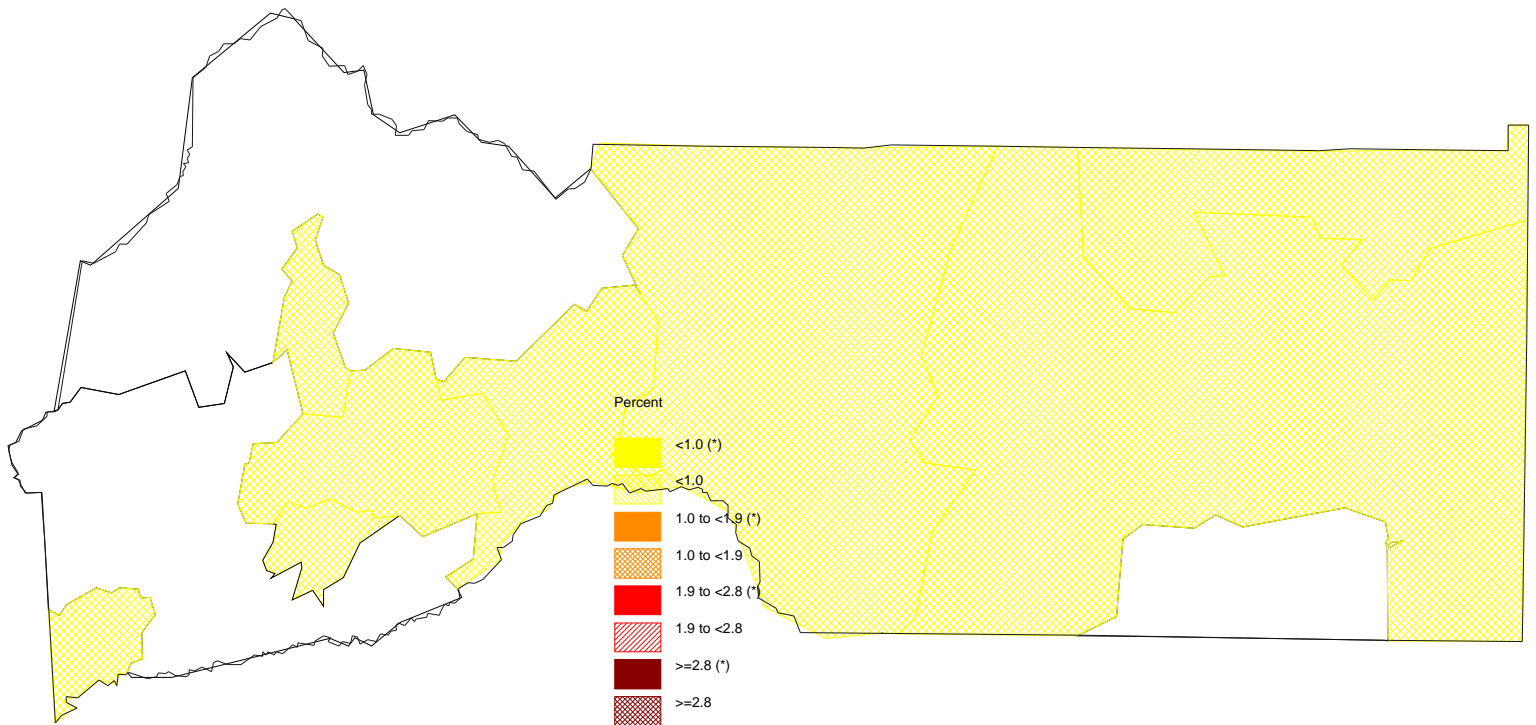 Percent
<1.0 (*)
<1.0
1.0 to <1.9 (*)
1.0 to <1.9
1.9 to <2.8 (*)
1.9 to <2.8
>=2.8 (*)
>=2.8